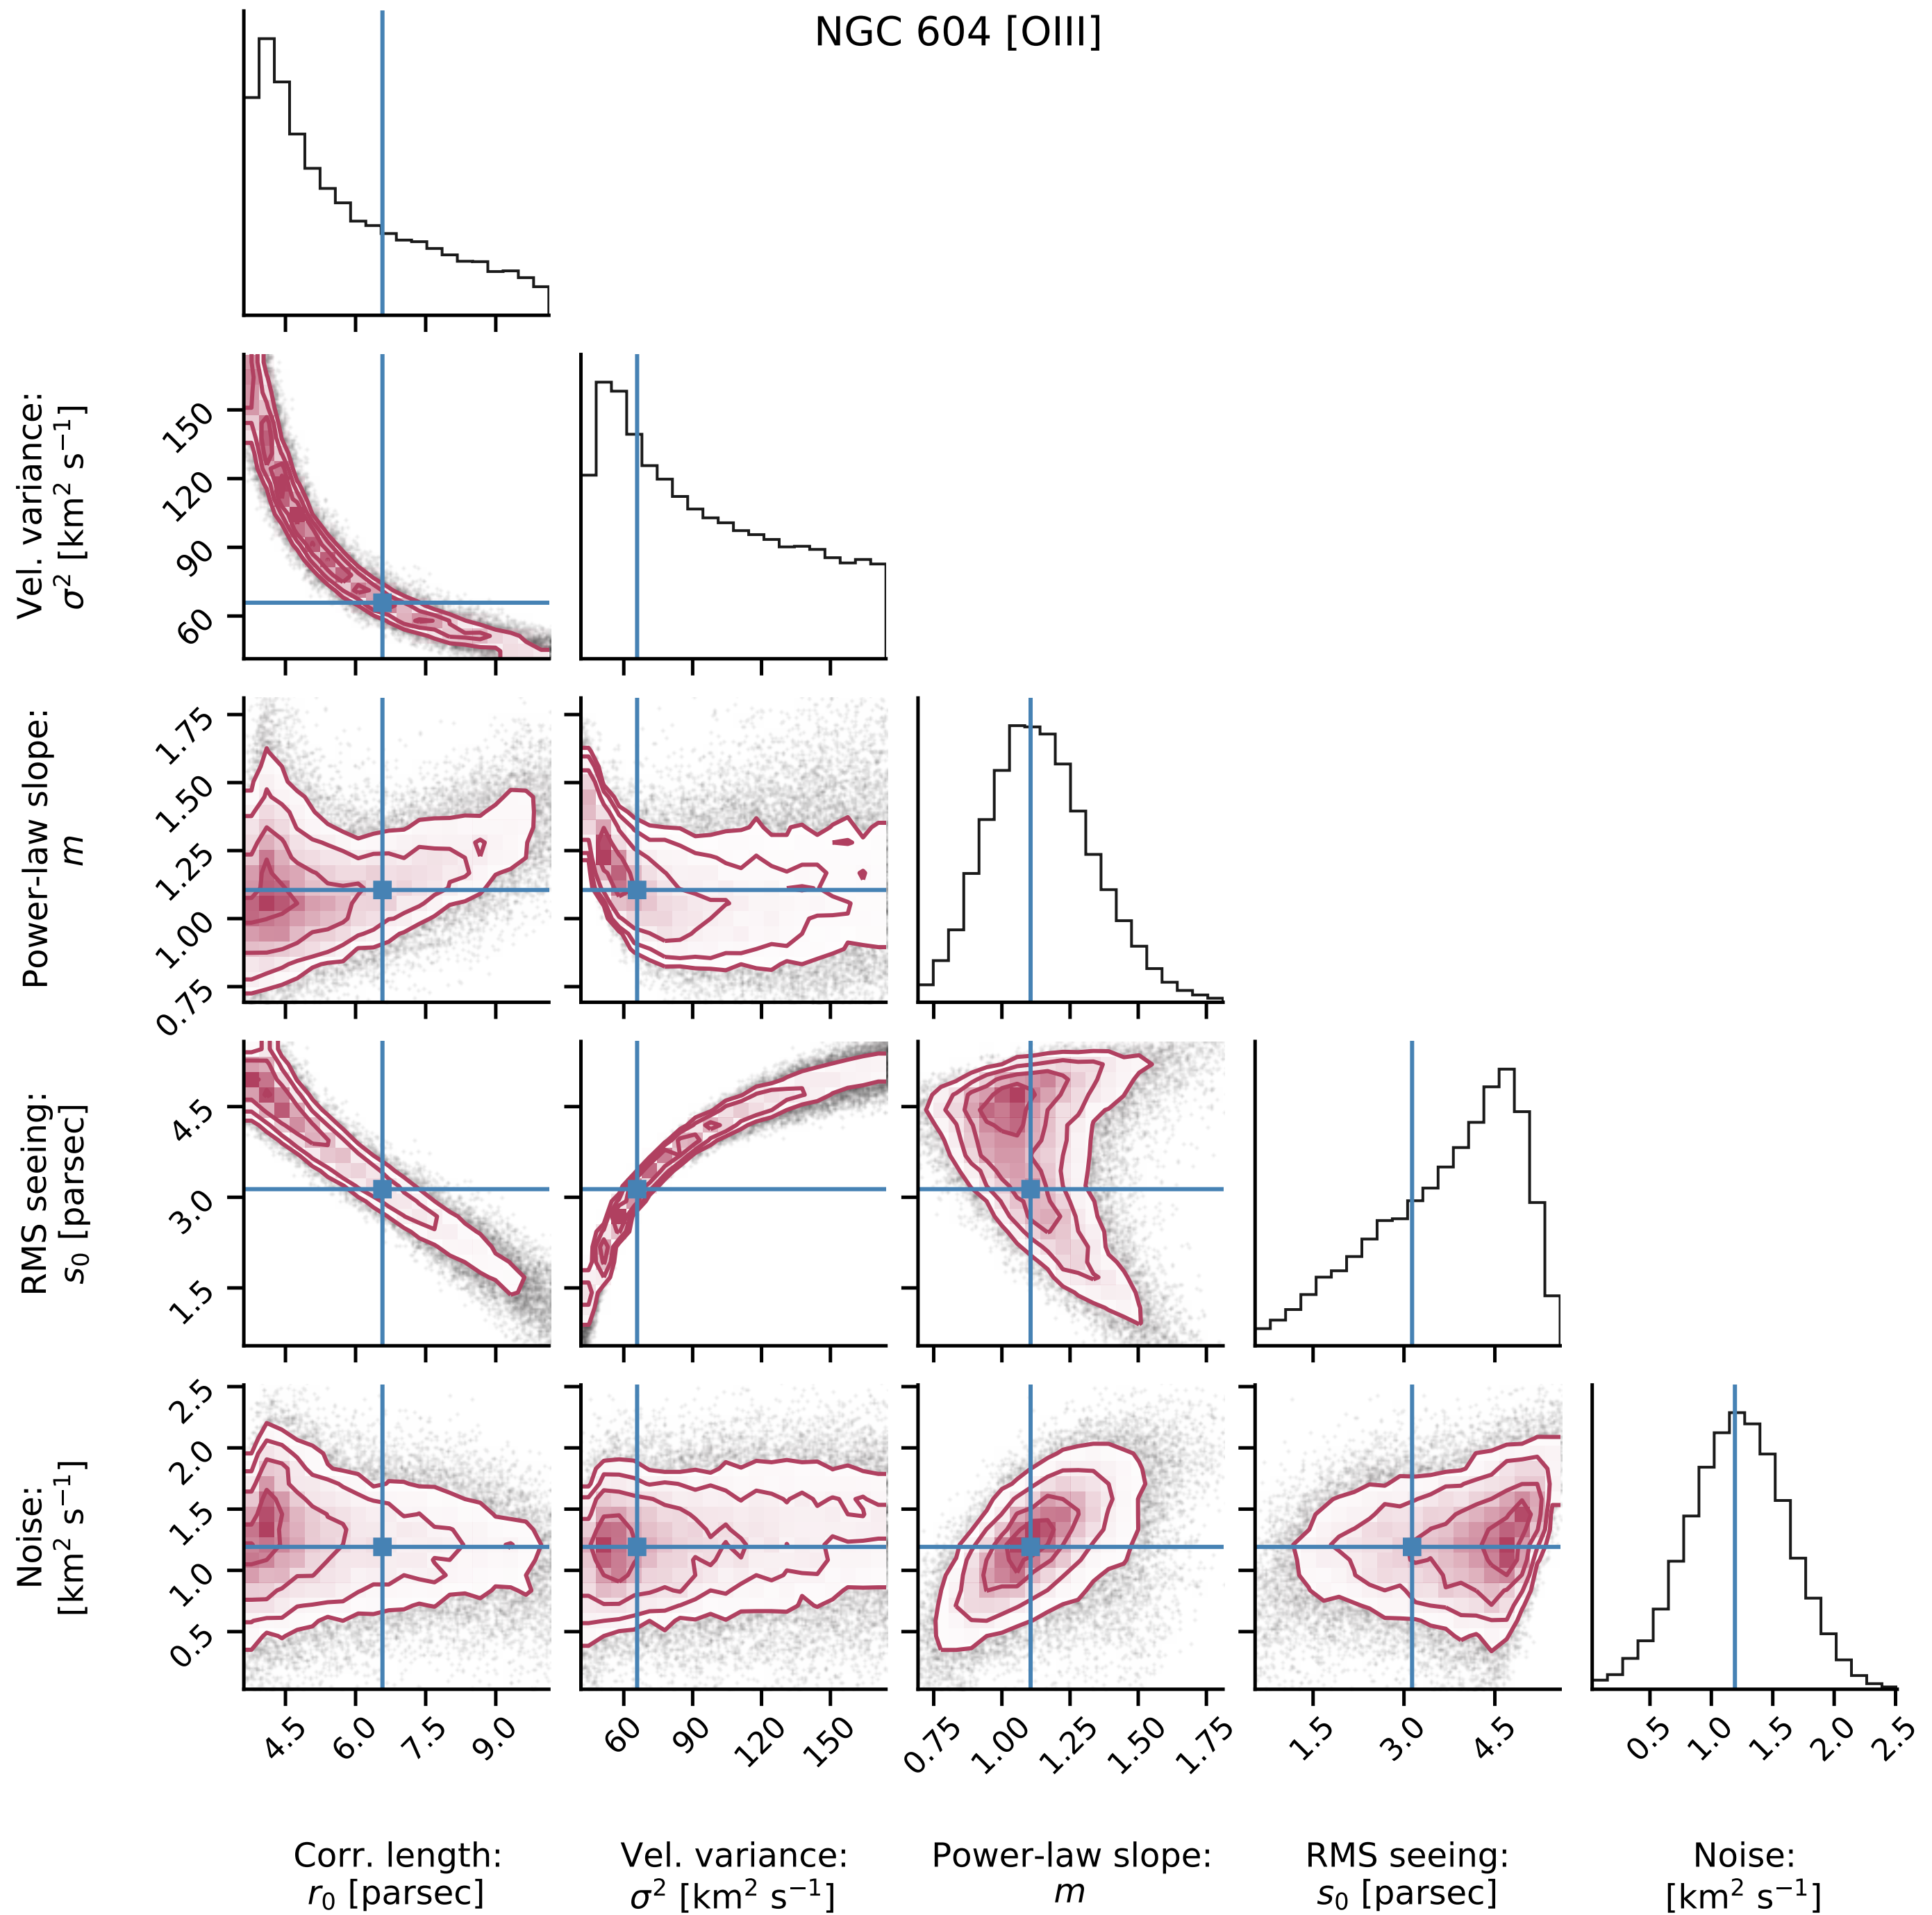 NGC 604 [OIII]
Vel. variance:
σ² [km² s⁻¹]
150
120
90
60
Power-law slope:
m
1.75
1.50
1.25
1.00
0.75
RMS seeing:
s₀ [parsec]
4.5
3.0
1.5
Noise:
[km² s⁻¹]
2.5
2.0
1.5
1.0
0.5
4.5 6.0 7.5 9.0 60 90 120 150 0.75 1.00 1.25 1.50 1.75 1.5 3.0 4.5 0.5 1.0 1.5 2.0 2.5
Corr. length:
r₀ [parsec]
Vel. variance:
σ² [km² s⁻¹]
Power-law slope:
m
RMS seeing:
s₀ [parsec]
Noise:
[km² s⁻¹]